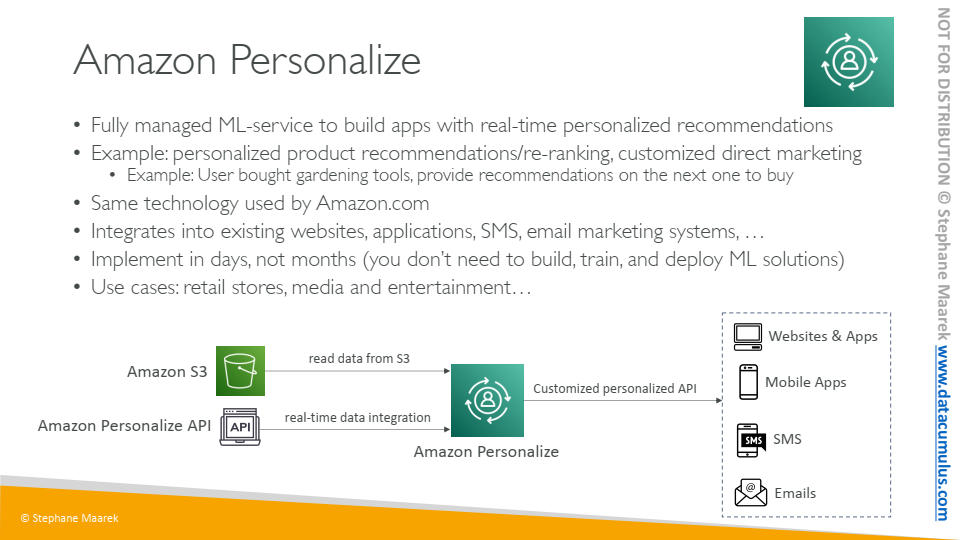 Amazon Personalize
• Fully managed ML-service to build apps with real-time personalized recommendations
• Example: personalized product recommendations/re-ranking, customized direct marketing
• Example: User bought gardening tools, provide recommendations on the next one to buy
• Same technology used by Amazon.com
• Integrates into existing websites, applications, SMS, email marketing systems, …
• Implement in days, not months (you don’t need to build, train, and deploy ML solutions)
• Use cases: retail stores, media and entertainment…
Amazon S3
read data from S3
Amazon Personalize API
API
real-time data integration
Amazon Personalize
Customized personalized API
Websites & Apps
Mobile Apps
SMS
SMS
@
Emails
© Stephane Maarek
NOT FOR DISTRIBUTION © Stephane Maarek www.datacumulus.com